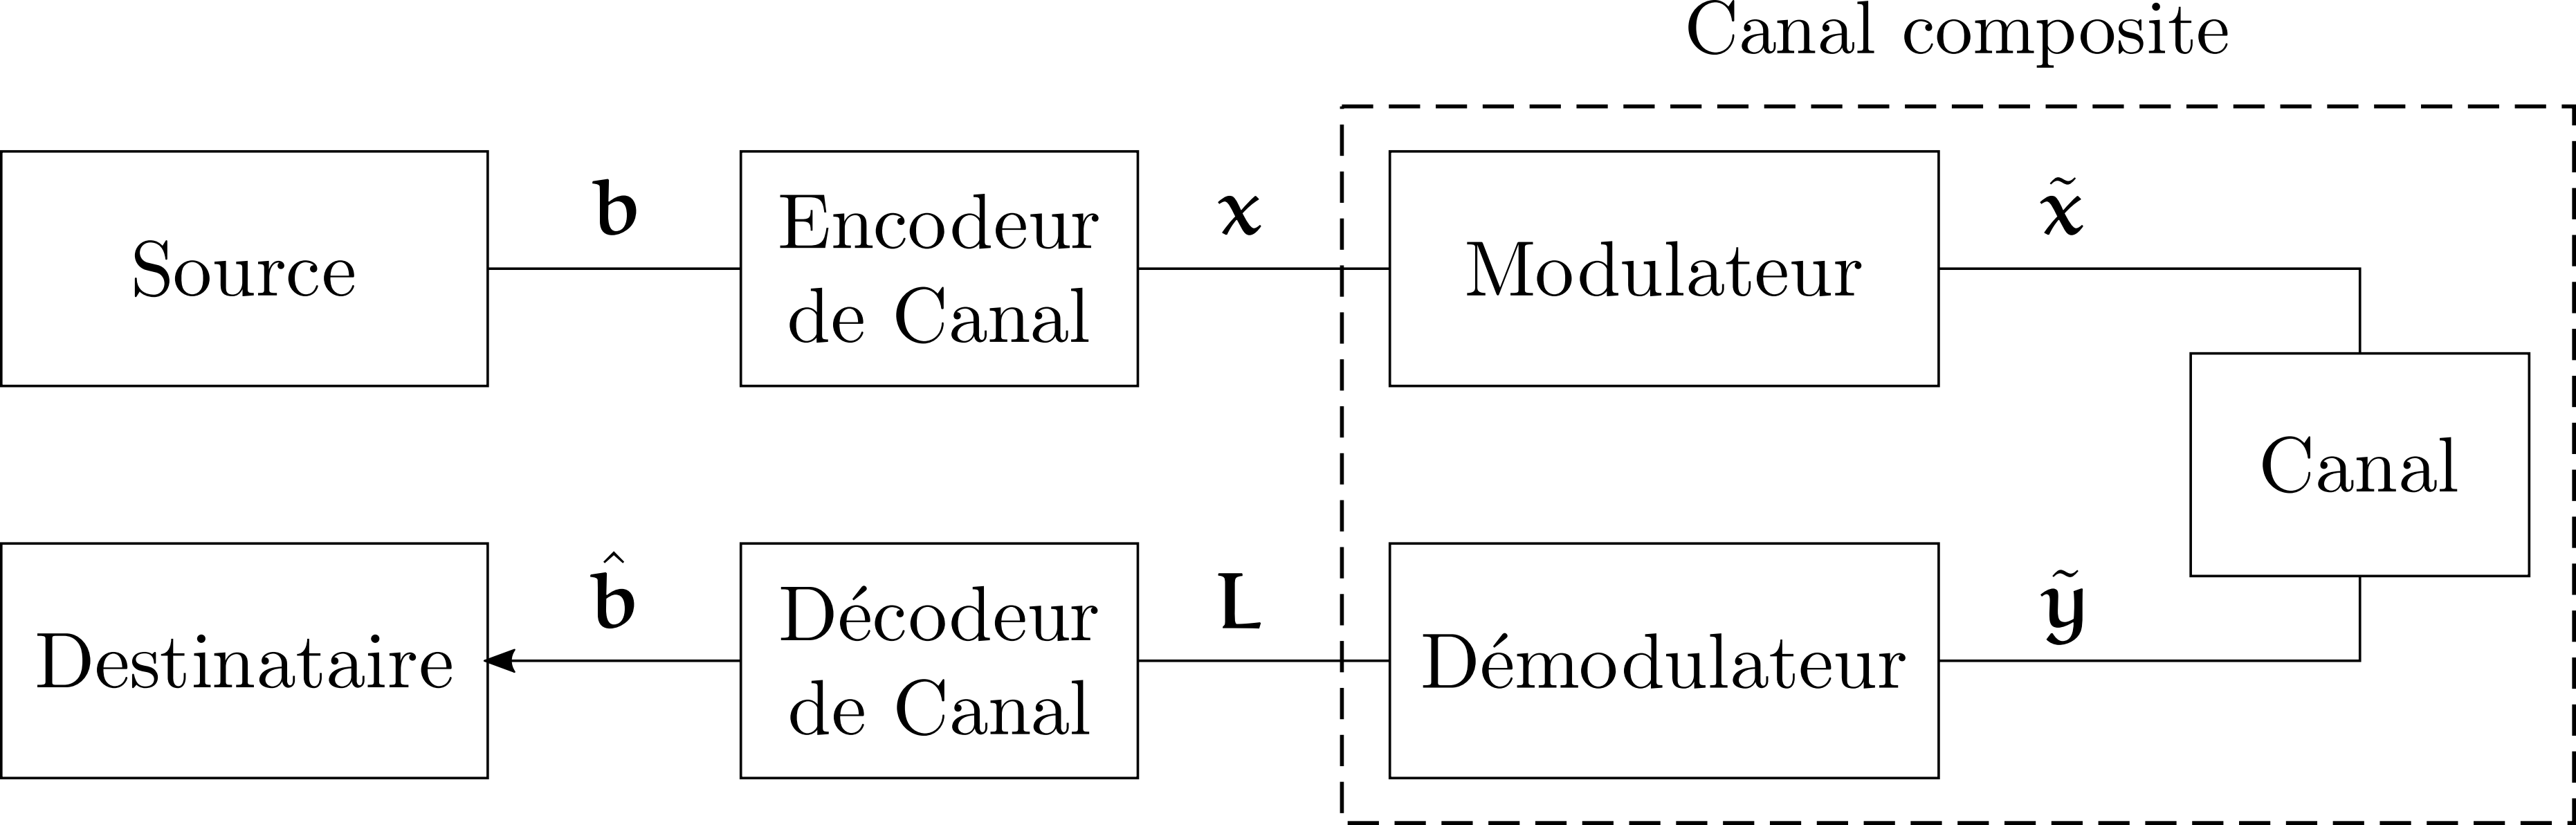 Canal composite
Source
b
Encodeur
de Canal
x
Modulateur
x̃
Canal
Destinataire
b̂
Décodeur
de Canal
L
Démodulateur
ỹ